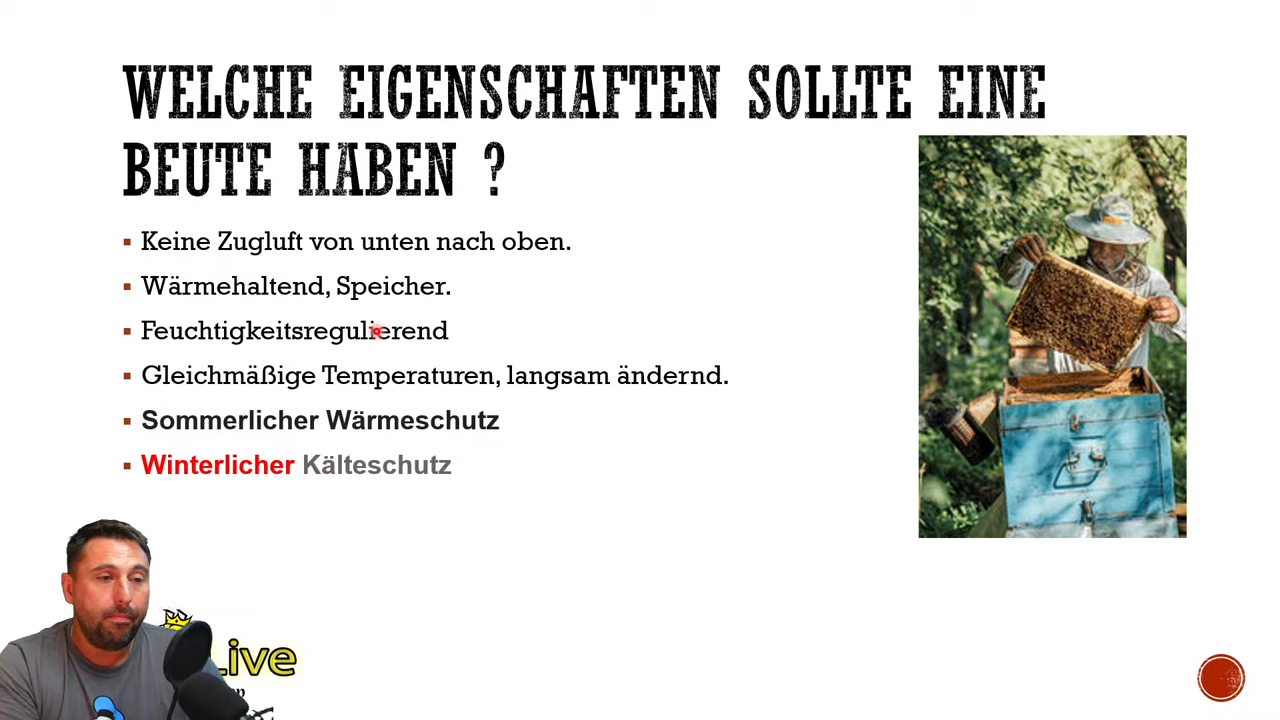 WELCHE EIGENSCHAFTEN SOLLTE EINE
BEUTE HABEN ?
Keine Zugluft von unten nach oben.
Wärmehaltend, Speicher.
Feuchtigkeitsregulierend
Gleichmäßige Temperaturen, langsam ändernd.
Sommerlicher Wärmeschutz
Winterlicher Kälteschutz
Live